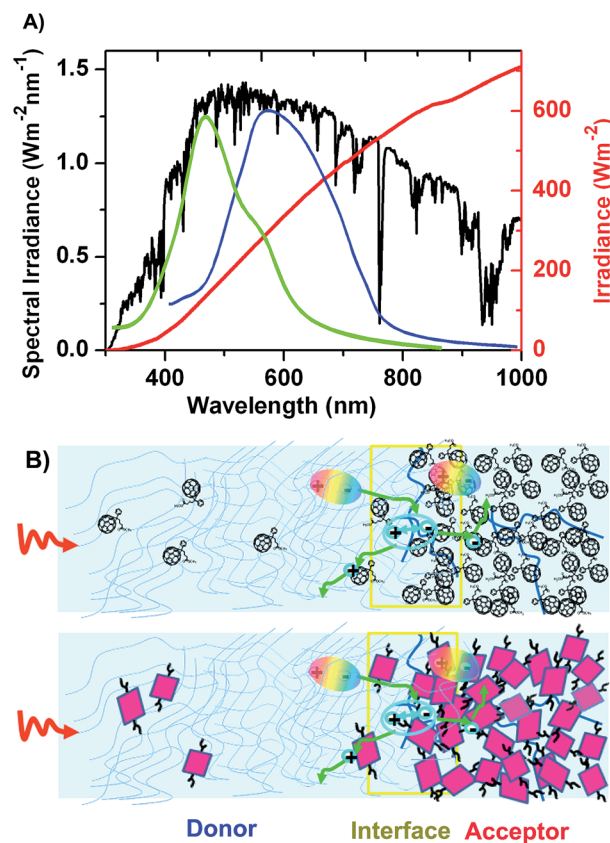 A)
Spectral Irradiance (Wm-2nm-1)
1.5
1.0
0.5
0.0
600
400
200
0
Irradiance (Wm-2)
400 600 800 1000
Wavelength (nm)
B)
+ -
+ -
+ -
-
+
+ -
+ -
+ -
-
+
Donor Interface Acceptor